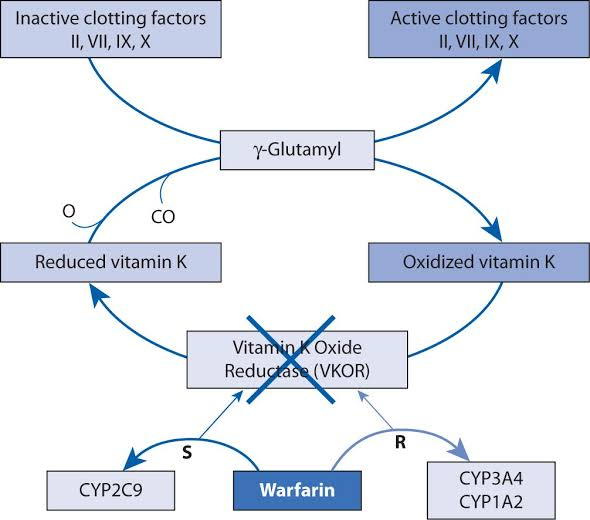 Inactive clotting factors
II, VII, IX, X
Active clotting factors
II, VII, IX, X
γ-Glutamyl
O
CO
Reduced vitamin K
Oxidized vitamin K
Vitamin K Oxide
Reductase (VKOR)
S
R
CYP2C9
Warfarin
CYP3A4
CYP1A2